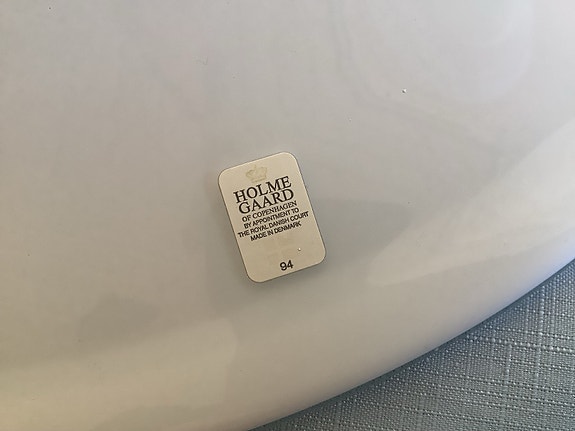 HOLME
GAARD
OF COPENHAGEN
BY APPOINTMENT TO
THE ROYAL DANISH COURT
MADE IN DENMARK
94